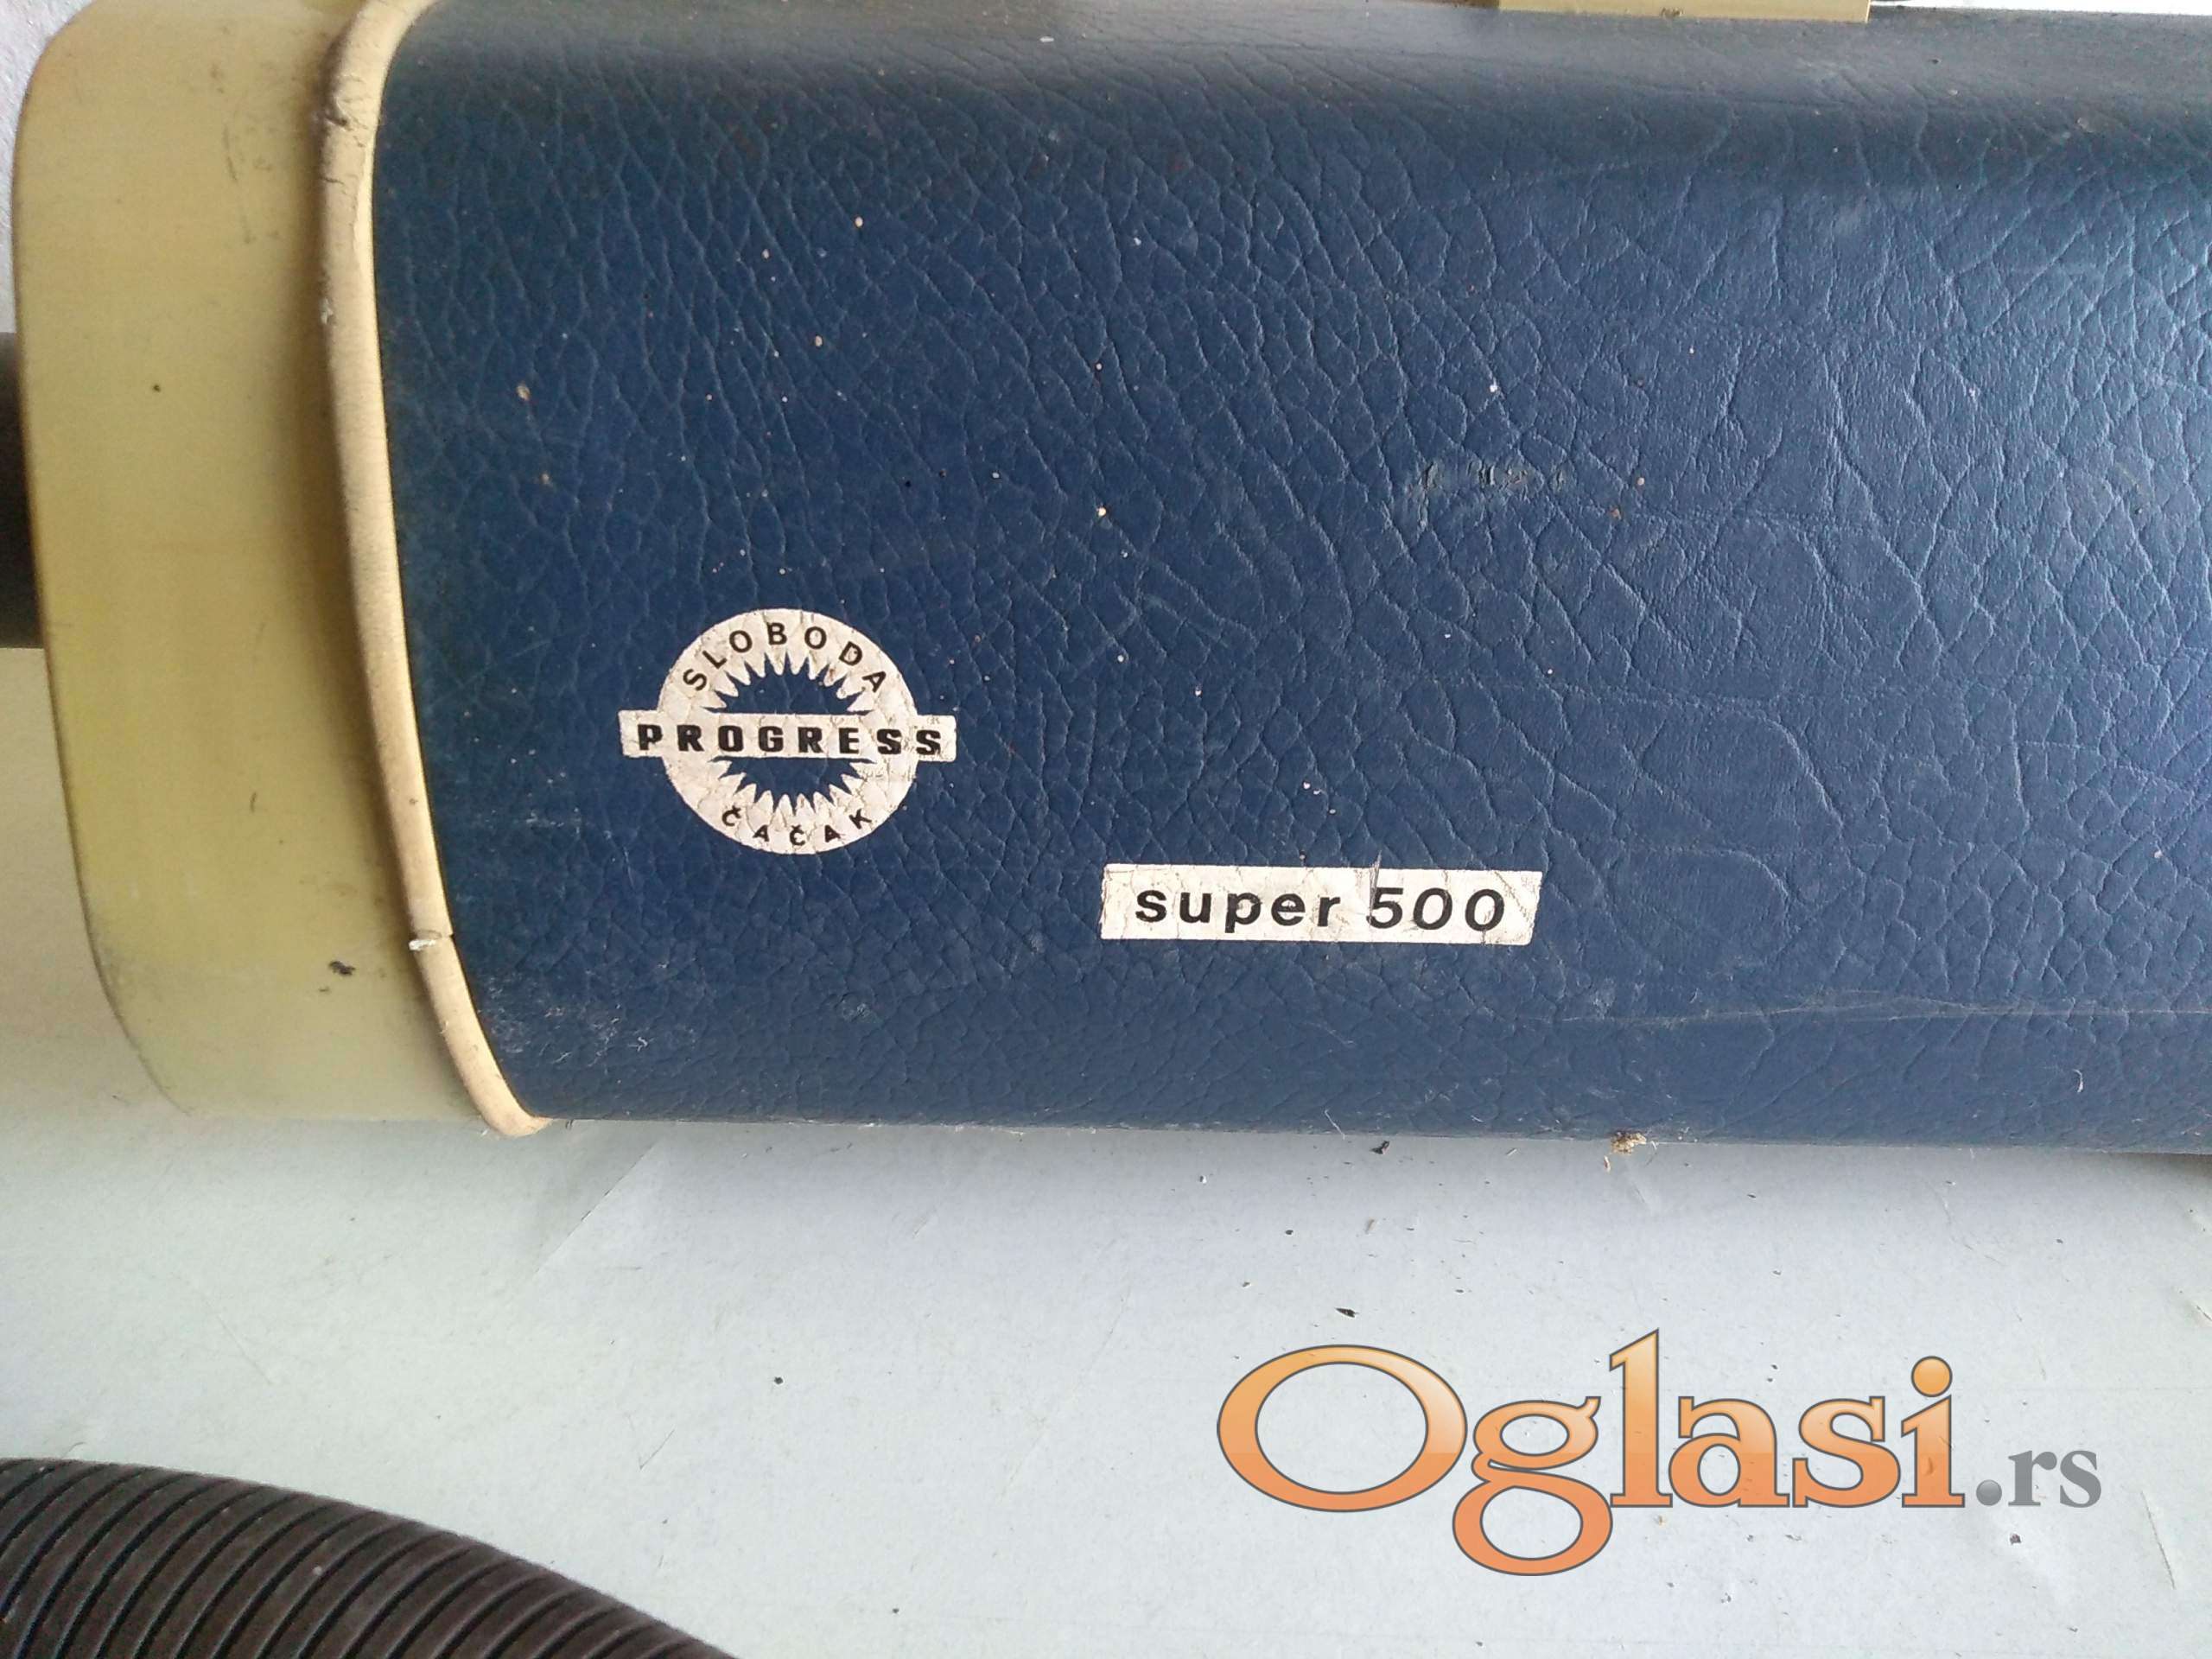 SLOBODA
PROGRESS
ČAČAK
super 500
Oglasi.rs